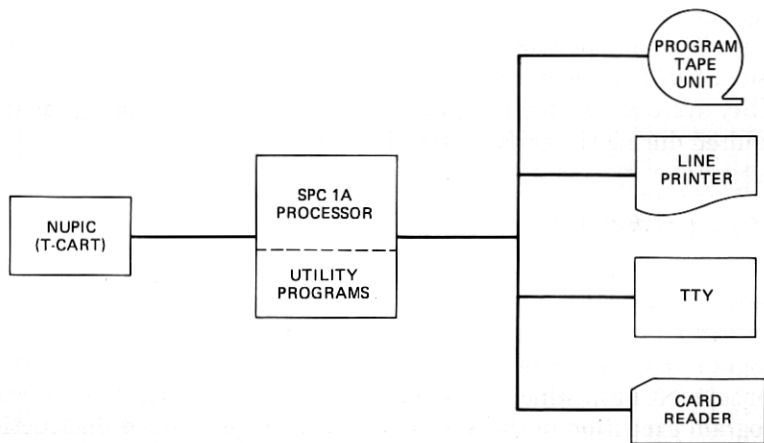 PROGRAM
TAPE
UNIT
LINE
PRINTER
SPC 1A
PROCESSOR
NUPIC
(T-CART)
UTILITY
PROGRAMS
TTY
CARD
READER